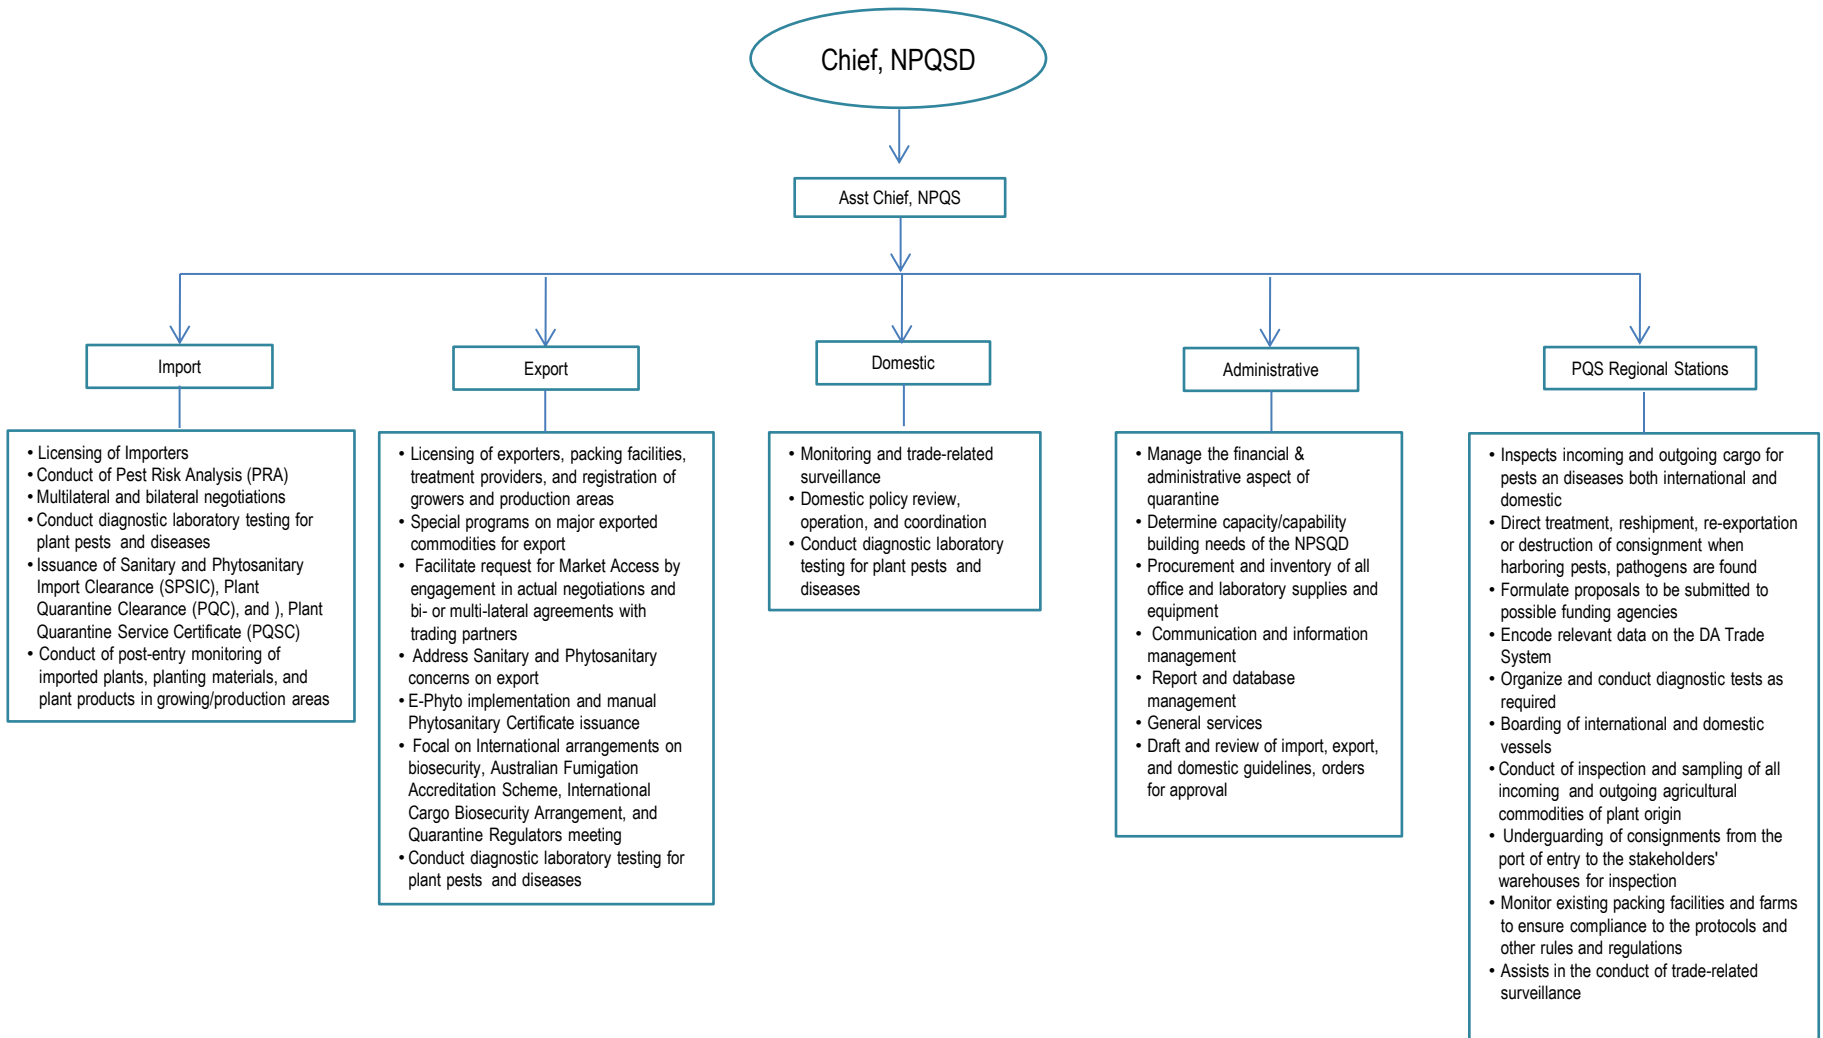 Chief, NPQSD
Asst Chief, NPQS
Import
• Licensing of Importers
• Conduct of Pest Risk Analysis (PRA)
• Multilateral and bilateral negotiations
• Conduct diagnostic laboratory testing for
plant pests and diseases
• Issuance of Sanitary and Phytosanitary
Import Clearance (SPSIC), Plant
Quarantine Clearance (PQC), and ), Plant
Quarantine Service Certificate (PQSC)
• Conduct of post-entry monitoring of
imported plants, planting materials, and
plant products in growing/production areas
Export
• Licensing of exporters, packing facilities,
treatment providers, and registration of
growers and production areas
• Special programs on major exported
commodities for export
• Facilitate request for Market Access by
engagement in actual negotiations and
bi- or multi-lateral agreements with
trading partners
• Address Sanitary and Phytosanitary
concerns on export
• E-Phyto implementation and manual
Phytosanitary Certificate issuance
• Focal on International arrangements on
biosecurity, Australian Fumigation
Accreditation Scheme, International
Cargo Biosecurity Arrangement, and
Quarantine Regulators meeting
• Conduct diagnostic laboratory testing for
plant pests and diseases
Domestic
• Monitoring and trade-related
surveillance
• Domestic policy review,
operation, and coordination
• Conduct diagnostic laboratory
testing for plant pests and
diseases
Administrative
• Manage the financial &
administrative aspect of
quarantine
• Determine capacity/capability
building needs of the NPSQD
• Procurement and inventory of all
office and laboratory supplies and
equipment
• Communication and information
management
• Report and database
management
• General services
• Draft and review of import, export,
and domestic guidelines, orders
for approval
PQS Regional Stations
• Inspects incoming and outgoing cargo for
pests an diseases both international and
domestic
• Direct treatment, reshipment, re-exportation
or destruction of consignment when
harboring pests, pathogens are found
• Formulate proposals to be submitted to
possible funding agencies
• Encode relevant data on the DA Trade
System
• Organize and conduct diagnostic tests as
required
• Boarding of international and domestic
vessels
• Conduct of inspection and sampling of all
incoming and outgoing agricultural
commodities of plant origin
• Underguarding of consignments from the
port of entry to the stakeholders'
warehouses for inspection
• Monitor existing packing facilities and farms
to ensure compliance to the protocols and
other rules and regulations
• Assists in the conduct of trade-related
surveillance